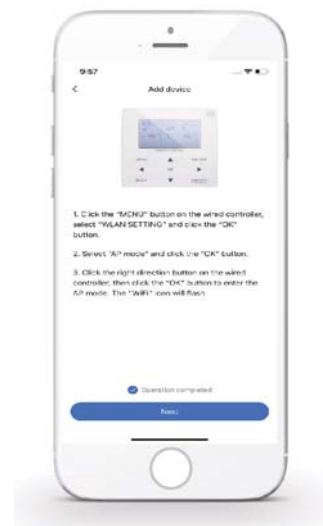 9:57
Add device
1. Click the "MENU" button on the wired controller,
select "WLAN SETTING" and click the "OK"
button.
2. Select "AP mode" and click the "OK" button.
3. Click the right direction button on the wired
controller, then click the "OK" button to enter the
AP mode. The "WiFi" icon will flash
Operation completed
Next